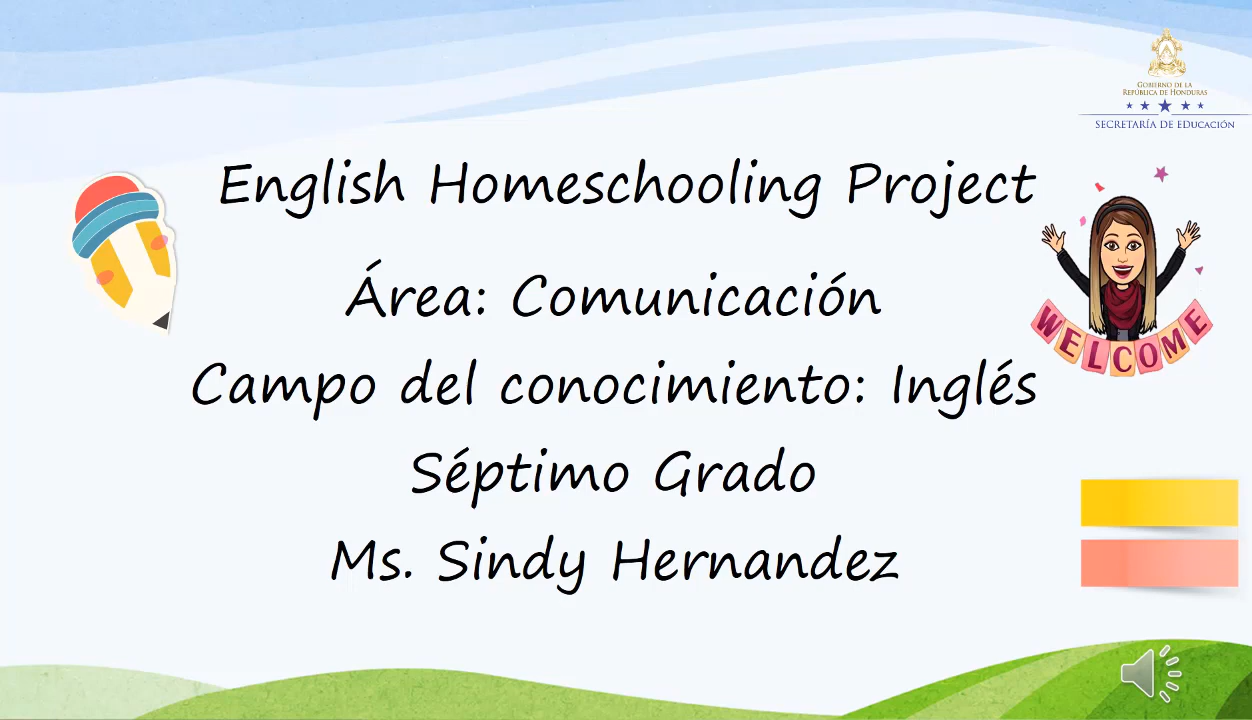 GOBIERNO DE LA
REPÚBLICA DE HONDURAS
SECRETARÍA DE EDUCACIÓN
English Homeschooling Project
Área: Comunicación
WELCOME
Campo del conocimiento: Inglés
Séptimo Grado
Ms. Sindy Hernandez